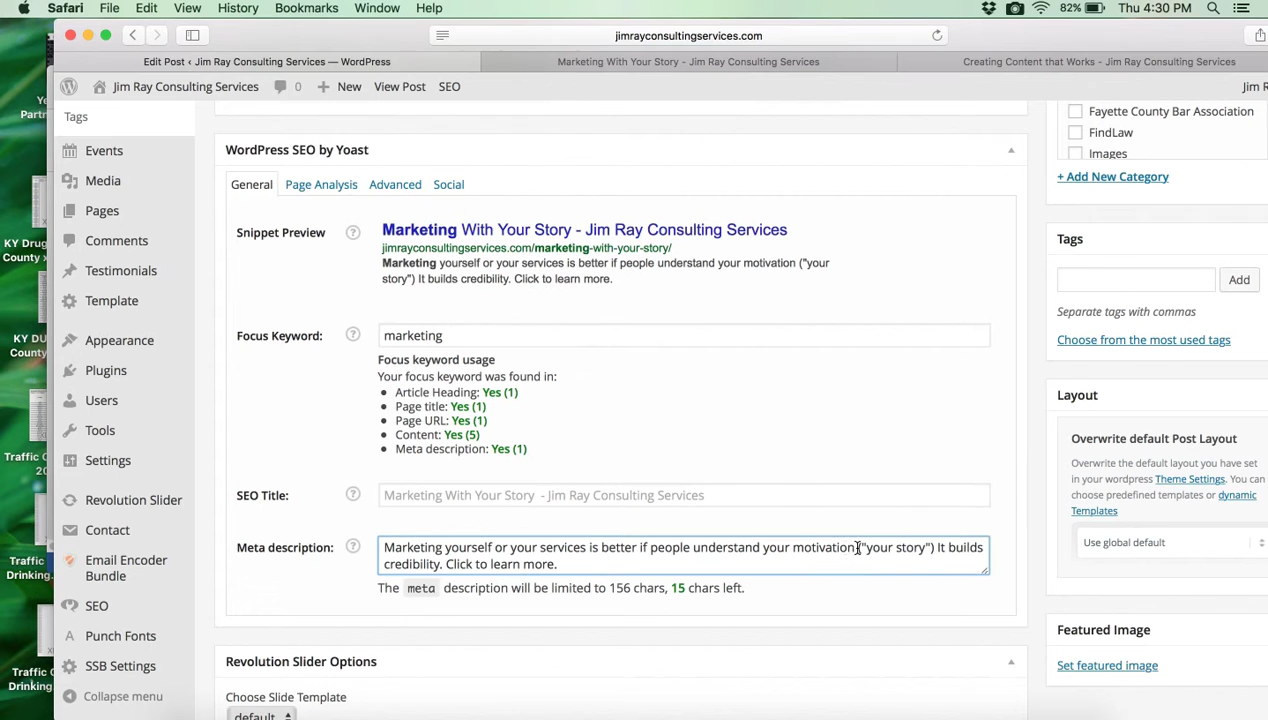 Safari File Edit View History Bookmarks Window Help 82% Thu 4:30 PM
jimrayconsultingservices.com
Edit Post ‹ Jim Ray Consulting Services — WordPress
Marketing With Your Story - Jim Ray Consulting Services
Creating Content that Works - Jim Ray Consulting Services
Jim Ray Consulting Services 0 New View Post SEO
Jim R
Tags
Events
Media
Pages
Comments
Testimonials
Template
Appearance
Plugins
Users
Tools
Settings
Revolution Slider
Contact
Email Encoder
Bundle
SEO
Punch Fonts
SSB Settings
Collapse menu
WordPress SEO by Yoast
General Page Analysis Advanced Social
Snippet Preview ?
Marketing With Your Story - Jim Ray Consulting Services
jimrayconsultingservices.com/marketing-with-your-story/
Marketing yourself or your services is better if people understand your motivation ("your
story") It builds credibility. Click to learn more.
Focus Keyword: ? marketing
Focus keyword usage
Your focus keyword was found in:
Article Heading: Yes (1)
Page title: Yes (1)
Page URL: Yes (1)
Content: Yes (5)
Meta description: Yes (1)
SEO Title: ? Marketing With Your Story - Jim Ray Consulting Services
Meta description: ? Marketing yourself or your services is better if people understand your motivation ("your story") It builds
credibility. Click to learn more.
The meta description will be limited to 156 chars, 15 chars left.
Revolution Slider Options
Choose Slide Template
default
Fayette County Bar Association
FindLaw
Images
+ Add New Category
Tags
Add
Separate tags with commas
Choose from the most used tags
Layout
Overwrite default Post Layout
Overwrite the default layout you have set
in your wordpress Theme Settings. You can
choose predefined templates or dynamic
Templates
Use global default
Featured Image
Set featured image
Ye
Partn
KY Drug
County x
KY DU
County
Traffic C
20
Traffic C
Drinking